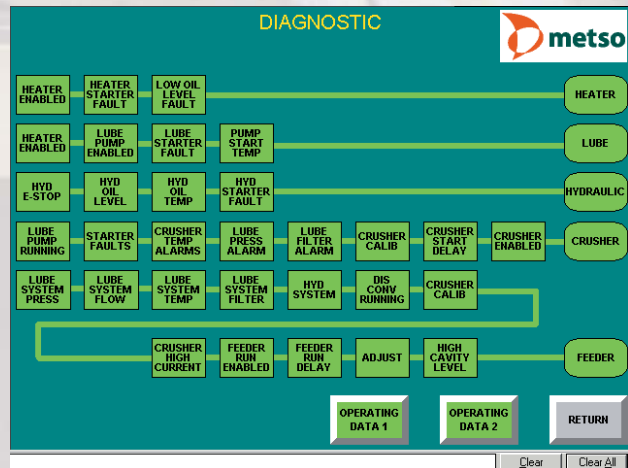 DIAGNOSTIC
metso
HEATER
ENABLED
HEATER
STARTER
FAULT
LOW OIL
LEVEL
FAULT
HEATER
HEATER
ENABLED
LUBE
PUMP
ENABLED
LUBE
STARTER
FAULT
PUMP
START
TEMP
LUBE
HYD
E-STOP
HYD
OIL
LEVEL
HYD
OIL
TEMP
HYD
STARTER
FAULT
HYDRAULIC
LUBE
PUMP
RUNNING
STARTER
FAULTS
CRUSHER
TEMP
ALARMS
LUBE
PRESS
ALARM
LUBE
FILTER
ALARM
CRUSHER
CALIB
CRUSHER
START
DELAY
CRUSHER
ENABLED
CRUSHER
LUBE
SYSTEM
PRESS
LUBE
SYSTEM
FLOW
LUBE
SYSTEM
TEMP
LUBE
SYSTEM
FILTER
HYD
SYSTEM
DIS
CONV
RUNNING
CRUSHER
CALIB
CRUSHER
HIGH
CURRENT
FEEDER
RUN
ENABLED
FEEDER
RUN
DELAY
ADJUST
HIGH
CAVITY
LEVEL
FEEDER
OPERATING
DATA 1
OPERATING
DATA 2
RETURN
Clear
Clear All